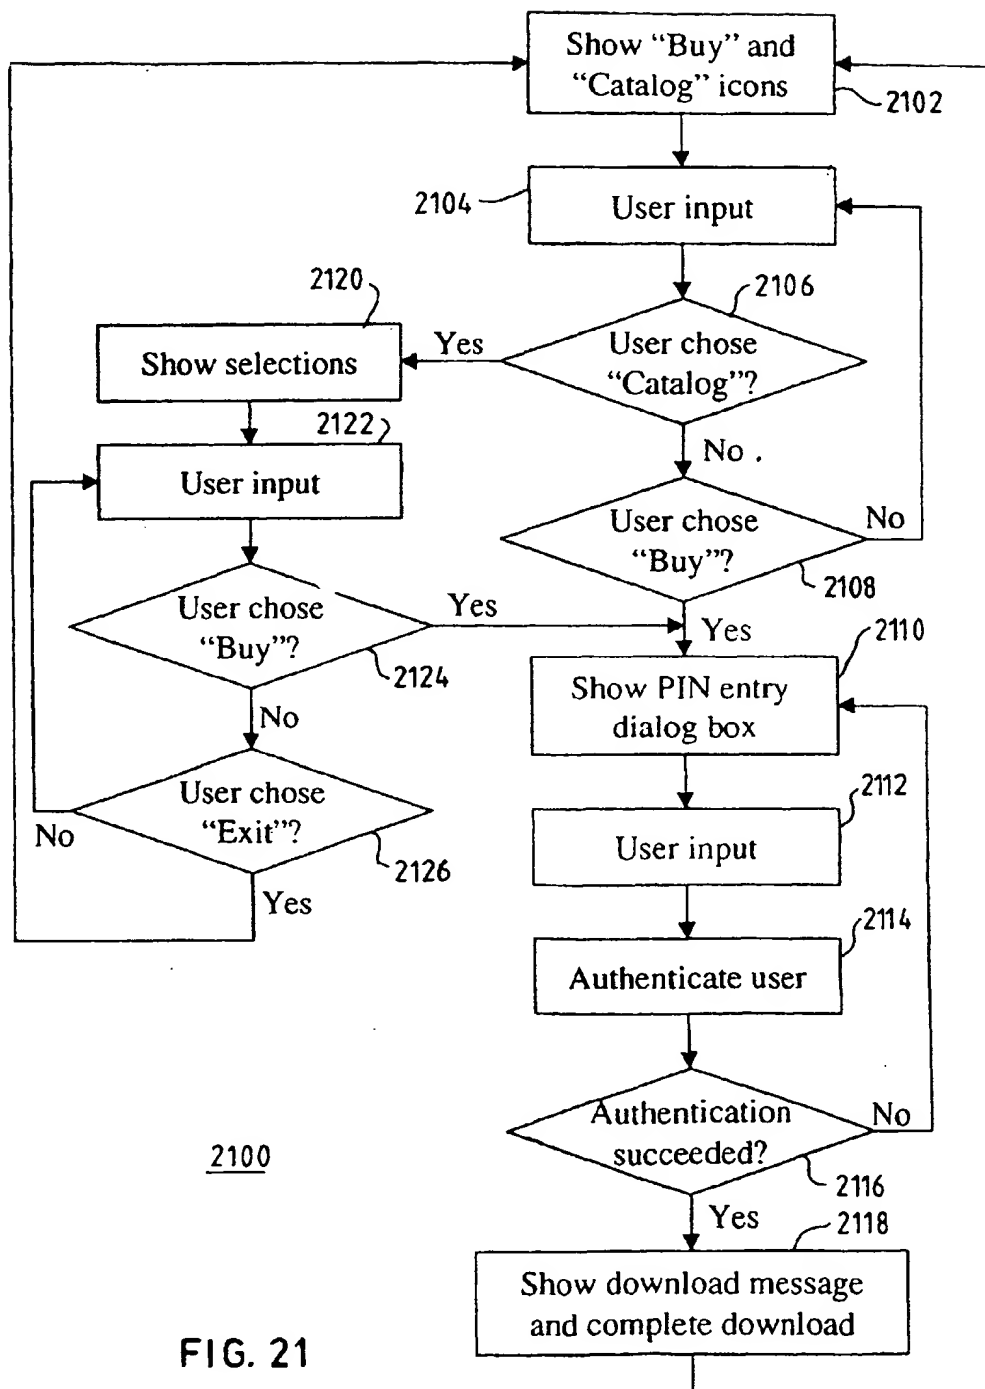 Show “Buy” and
“Catalog” icons
2102
2104
User input
2106
User chose
“Catalog”?
Yes
2120
Show selections
2122
User input
No .
User chose
“Buy”?
No
2108
User chose
“Buy”?
Yes
2124
Yes
2110
Show PIN entry
dialog box
No
User chose
“Exit”?
No
2126
Yes
2112
User input
2114
Authenticate user
Authentication
succeeded?
No
2116
2100
Yes
2118
Show download message
and complete download
FIG. 21